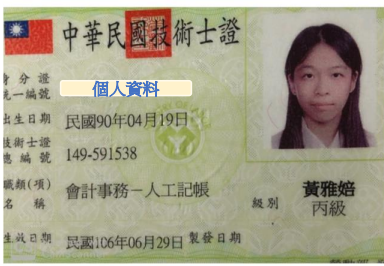 中華民國技術士證
身分證
統一編號
個人資料
出生日期 民國90年04月19日
技術士證
總編號 149-591538
職類(項)
名稱 會計事務－人工記帳
黃雅婄
級別 丙級
生效日期 民國106年06月29日 製發日期